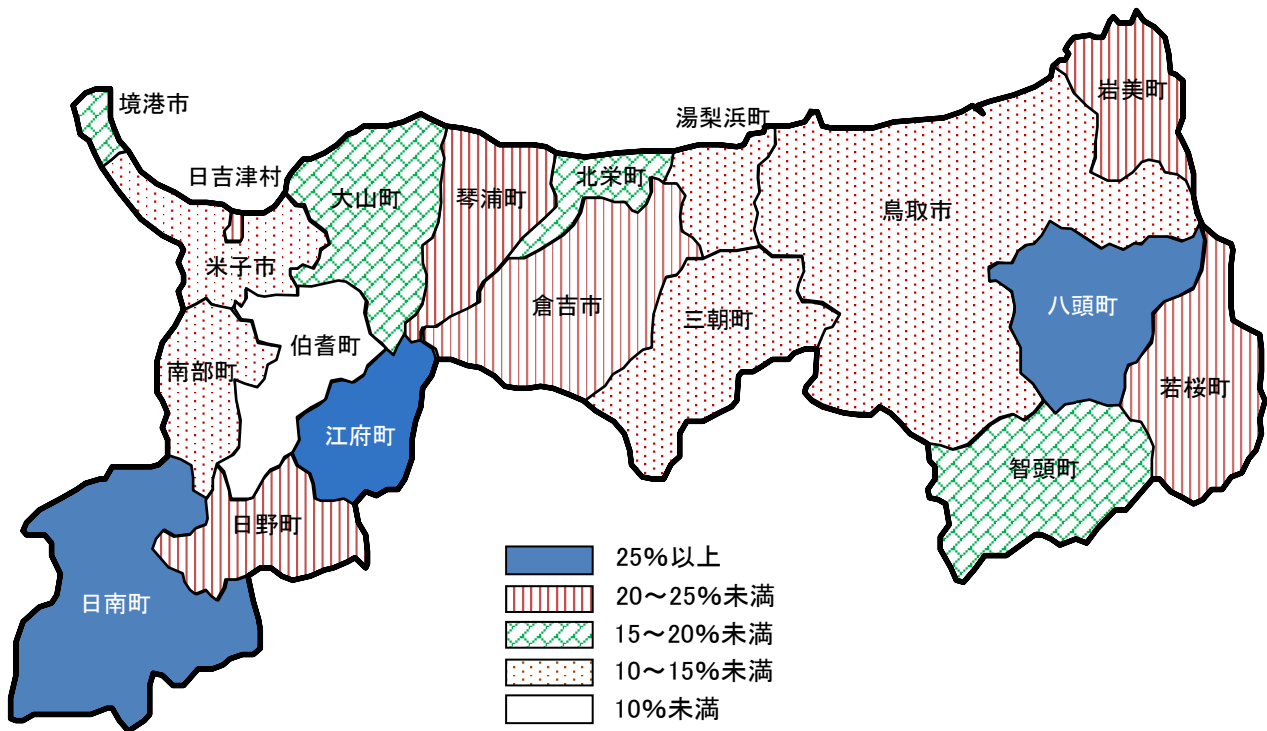 境港市
湯梨浜町
岩美町
日吉津村
大山町
琴浦町
北栄町
鳥取市
米子市
倉吉市
三朝町
八頭町
伯耆町
南部町
若桜町
江府町
智頭町
日野町
日南町
25%以上
20～25%未満
15～20%未満
10～15%未満
10%未満